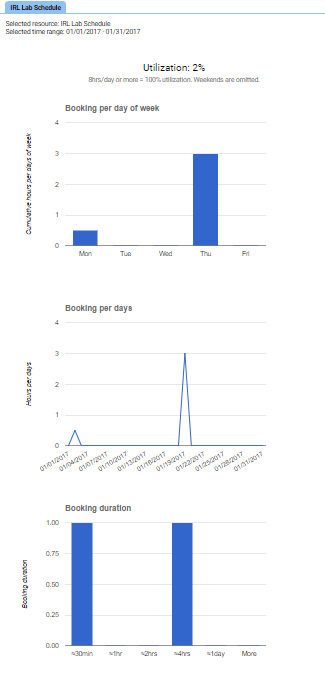 IRL Lab Schedule
Selected resource: IRL Lab Schedule
Selected time range: 01/01/2017 - 01/31/2017
Utilization: 2%
8hrs/day or more = 100% utilization. Weekends are omitted.
Booking per day of week
Cumulative hours per days of week
4
3
2
1
0
Mon Tue Wed Thu Fri
Booking per days
Hours per days
4
3
2
1
0
01/01/2017 01/04/2017 01/07/2017 01/10/2017 01/13/2017 01/16/2017 01/19/2017 01/22/2017 01/25/2017 01/28/2017 01/31/2017
Booking duration
Booking duration
1.00
0.75
0.50
0.25
0.00
≈30min ≈1hr ≈2hrs ≈4hrs ≈1day More